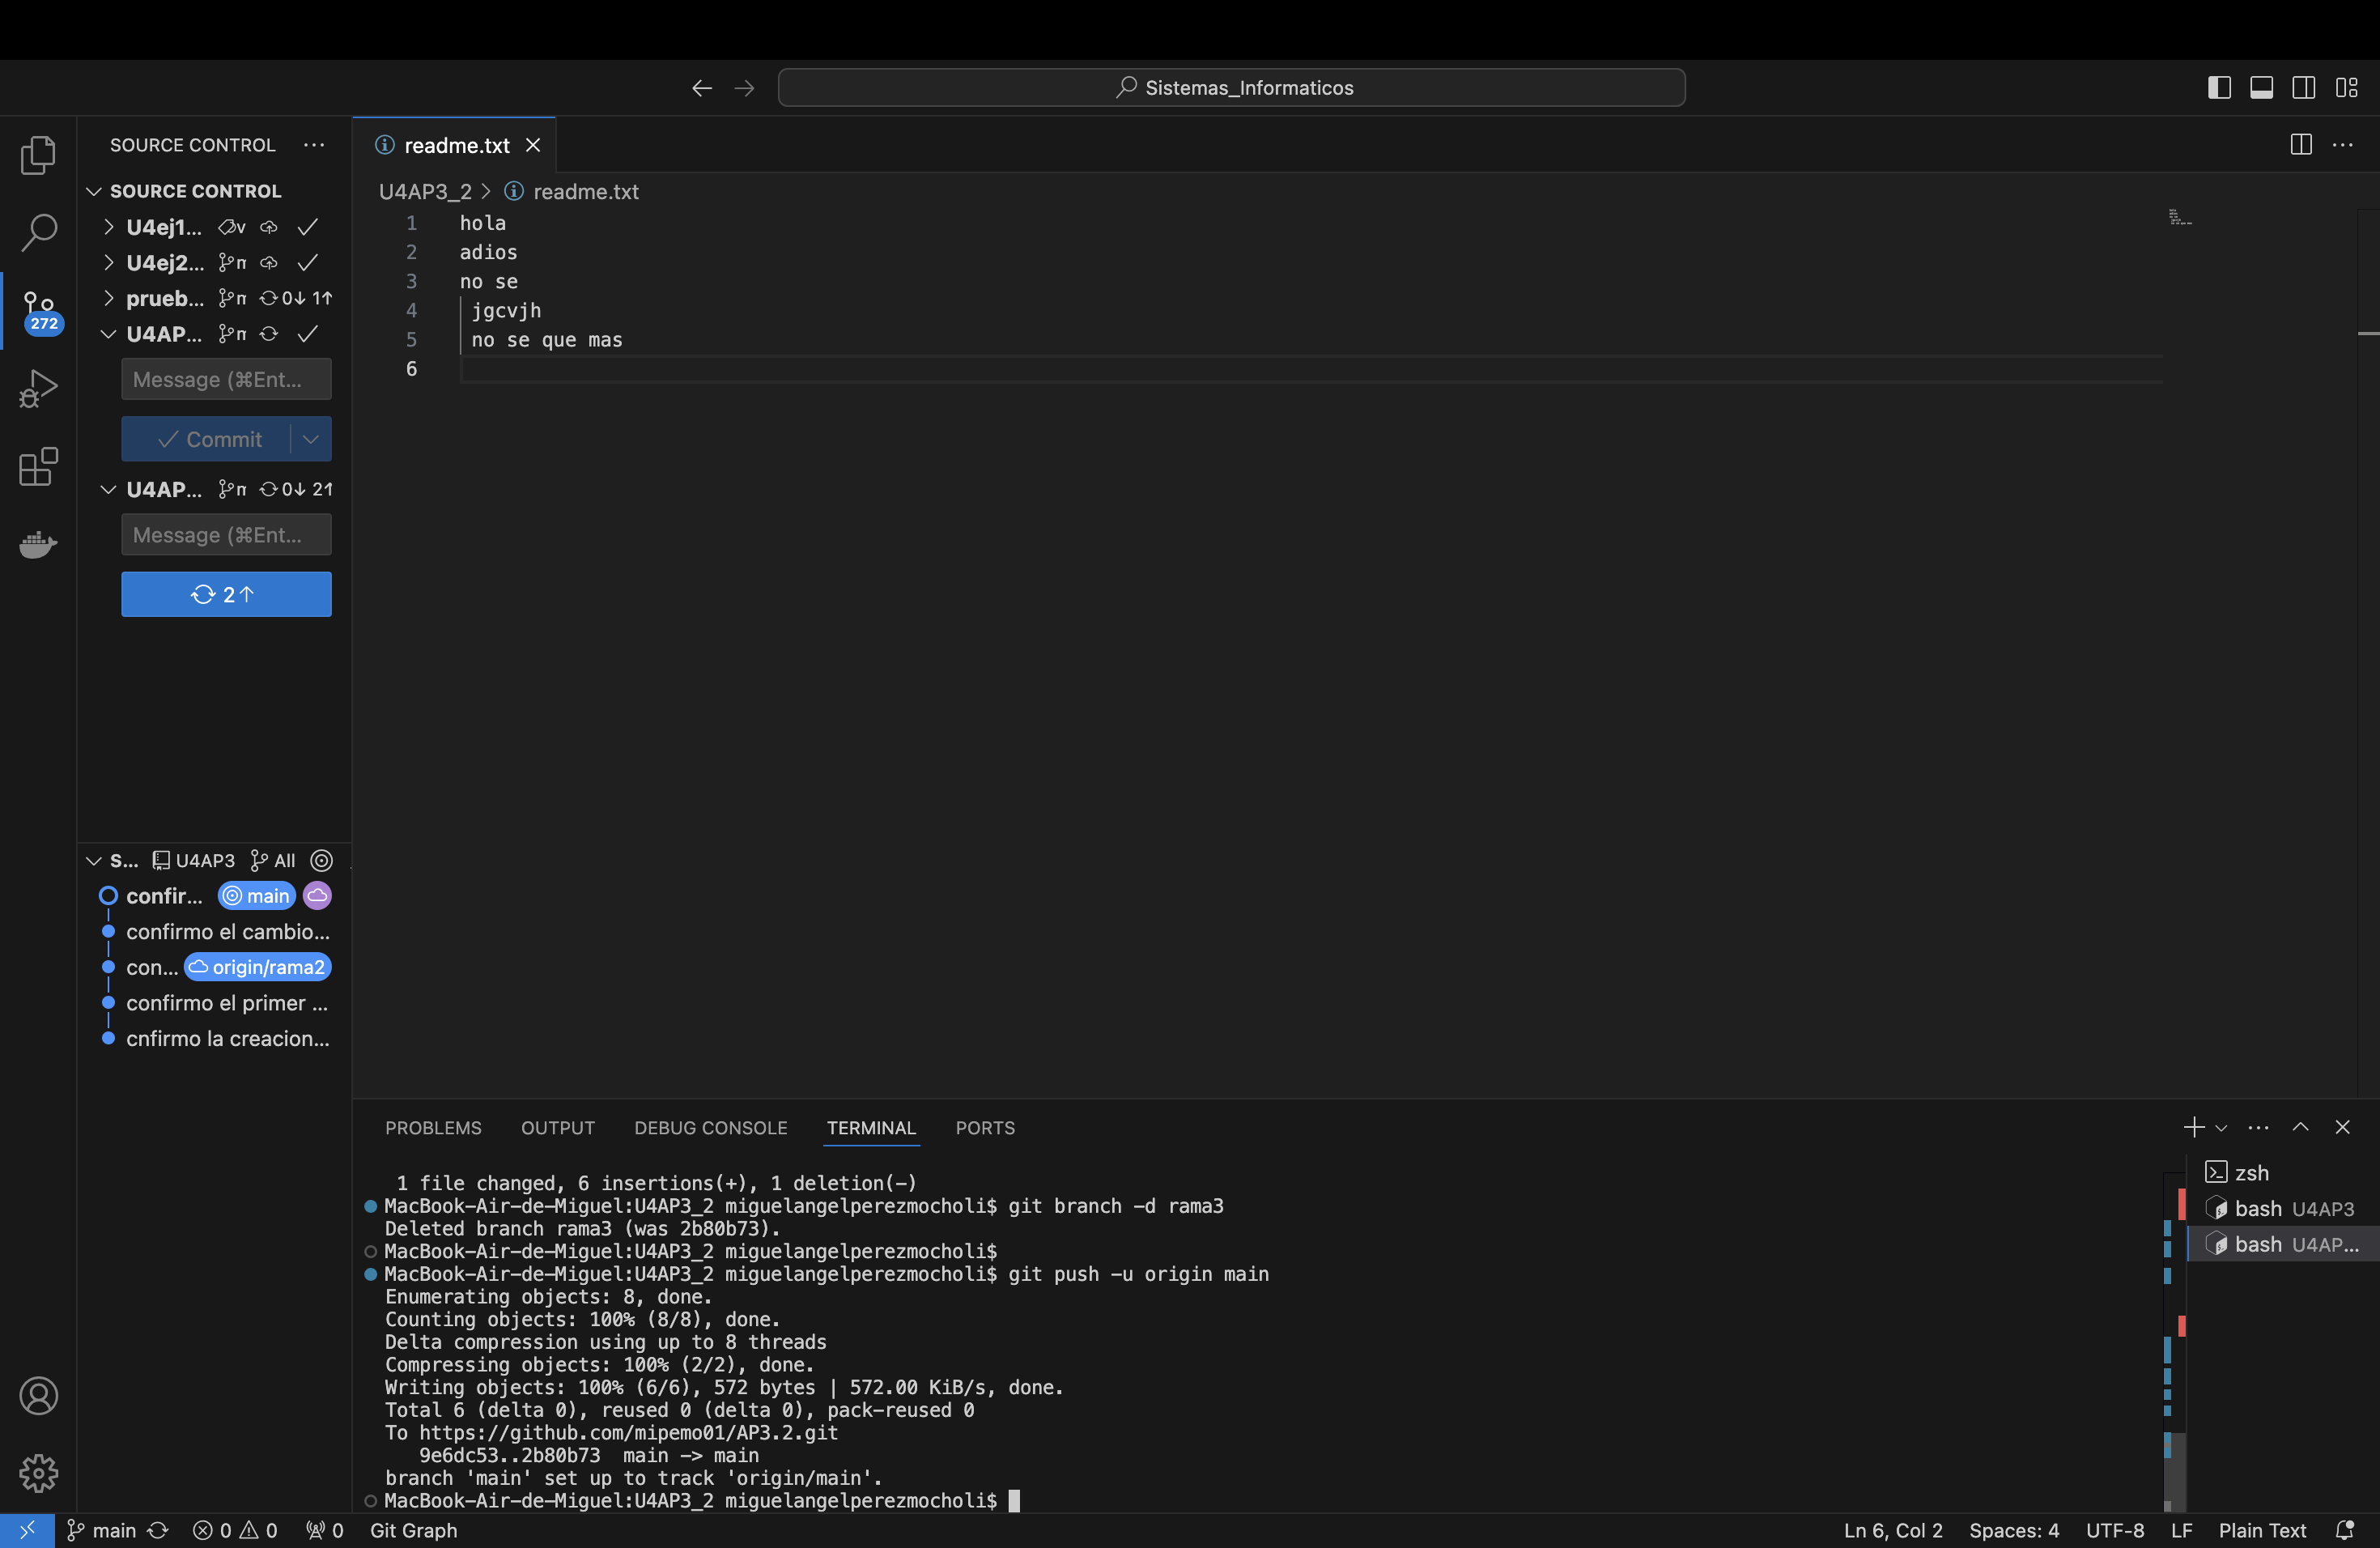 Sistemas_Informaticos
SOURCE CONTROL
SOURCE CONTROL
U4ej1... v
U4ej2...
prueb... 0↓ 1↑
U4AP...
Message (⌘Ent...
Commit
U4AP... 0↓ 2↑
Message (⌘Ent...
2↑
272
S... U4AP3 All
confir... main
confirmo el cambio...
con... origin/rama2
confirmo el primer ...
cnfirmo la creacion...
readme.txt
U4AP3_2 > readme.txt
1 hola
2 adios
3 no se
4 jgcvjh
5 no se que mas
6
PROBLEMS OUTPUT DEBUG CONSOLE TERMINAL PORTS
1 file changed, 6 insertions(+), 1 deletion(-)
MacBook-Air-de-Miguel:U4AP3_2 miguelangelperezmocholi$ git branch -d rama3
Deleted branch rama3 (was 2b80b73).
MacBook-Air-de-Miguel:U4AP3_2 miguelangelperezmocholi$
MacBook-Air-de-Miguel:U4AP3_2 miguelangelperezmocholi$ git push -u origin main
Enumerating objects: 8, done.
Counting objects: 100% (8/8), done.
Delta compression using up to 8 threads
Compressing objects: 100% (2/2), done.
Writing objects: 100% (6/6), 572 bytes | 572.00 KiB/s, done.
Total 6 (delta 0), reused 0 (delta 0), pack-reused 0
To https://github.com/mipemo01/AP3.2.git
9e6dc53..2b80b73 main -> main
branch 'main' set up to track 'origin/main'.
MacBook-Air-de-Miguel:U4AP3_2 miguelangelperezmocholi$
zsh
bash U4AP3
bash U4AP...
main 0 0 0 Git Graph
Ln 6, Col 2 Spaces: 4 UTF-8 LF Plain Text